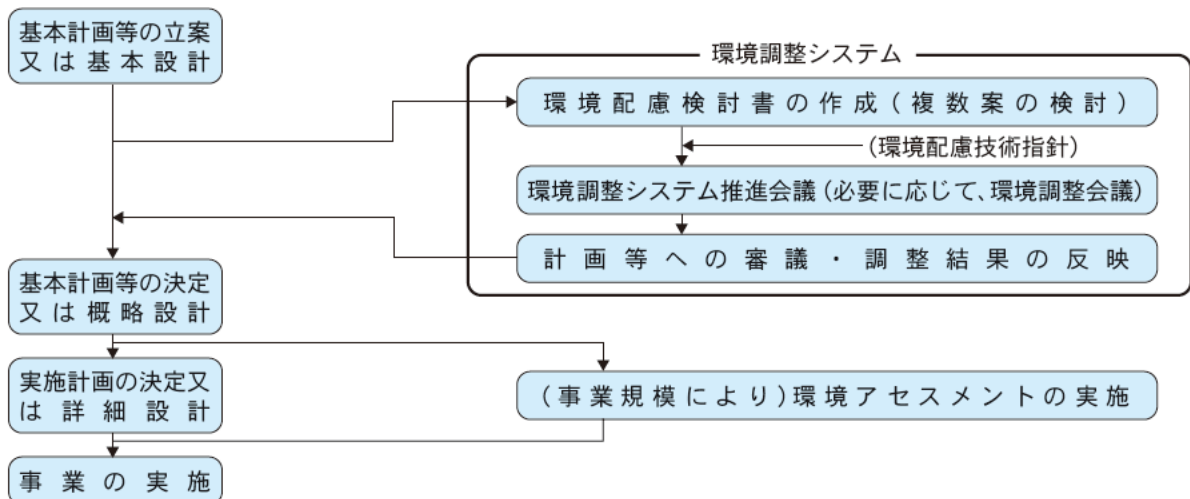 基本計画等の立案
又は基本設計
環境調整システム
環境配慮検討書の作成(複数案の検討)
(環境配慮技術指針)
環境調整システム推進会議(必要に応じて、環境調整会議)
計画等への審議・調整結果の反映
基本計画等の決定
又は概略設計
実施計画の決定又
は詳細設計
(事業規模により)環境アセスメントの実施
事業の実施